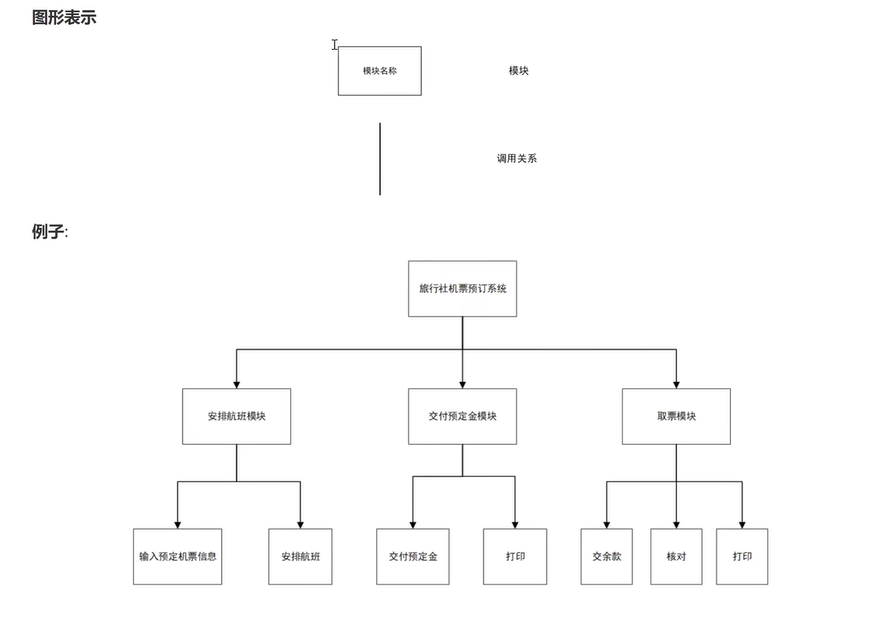 图形表示
模块名称
模块
调用关系
例子:
旅行社机票预订系统
安排航班模块
交付预定金模块
取票模块
输入预定机票信息
安排航班
交付预定金
打印
交余款
核对
打印